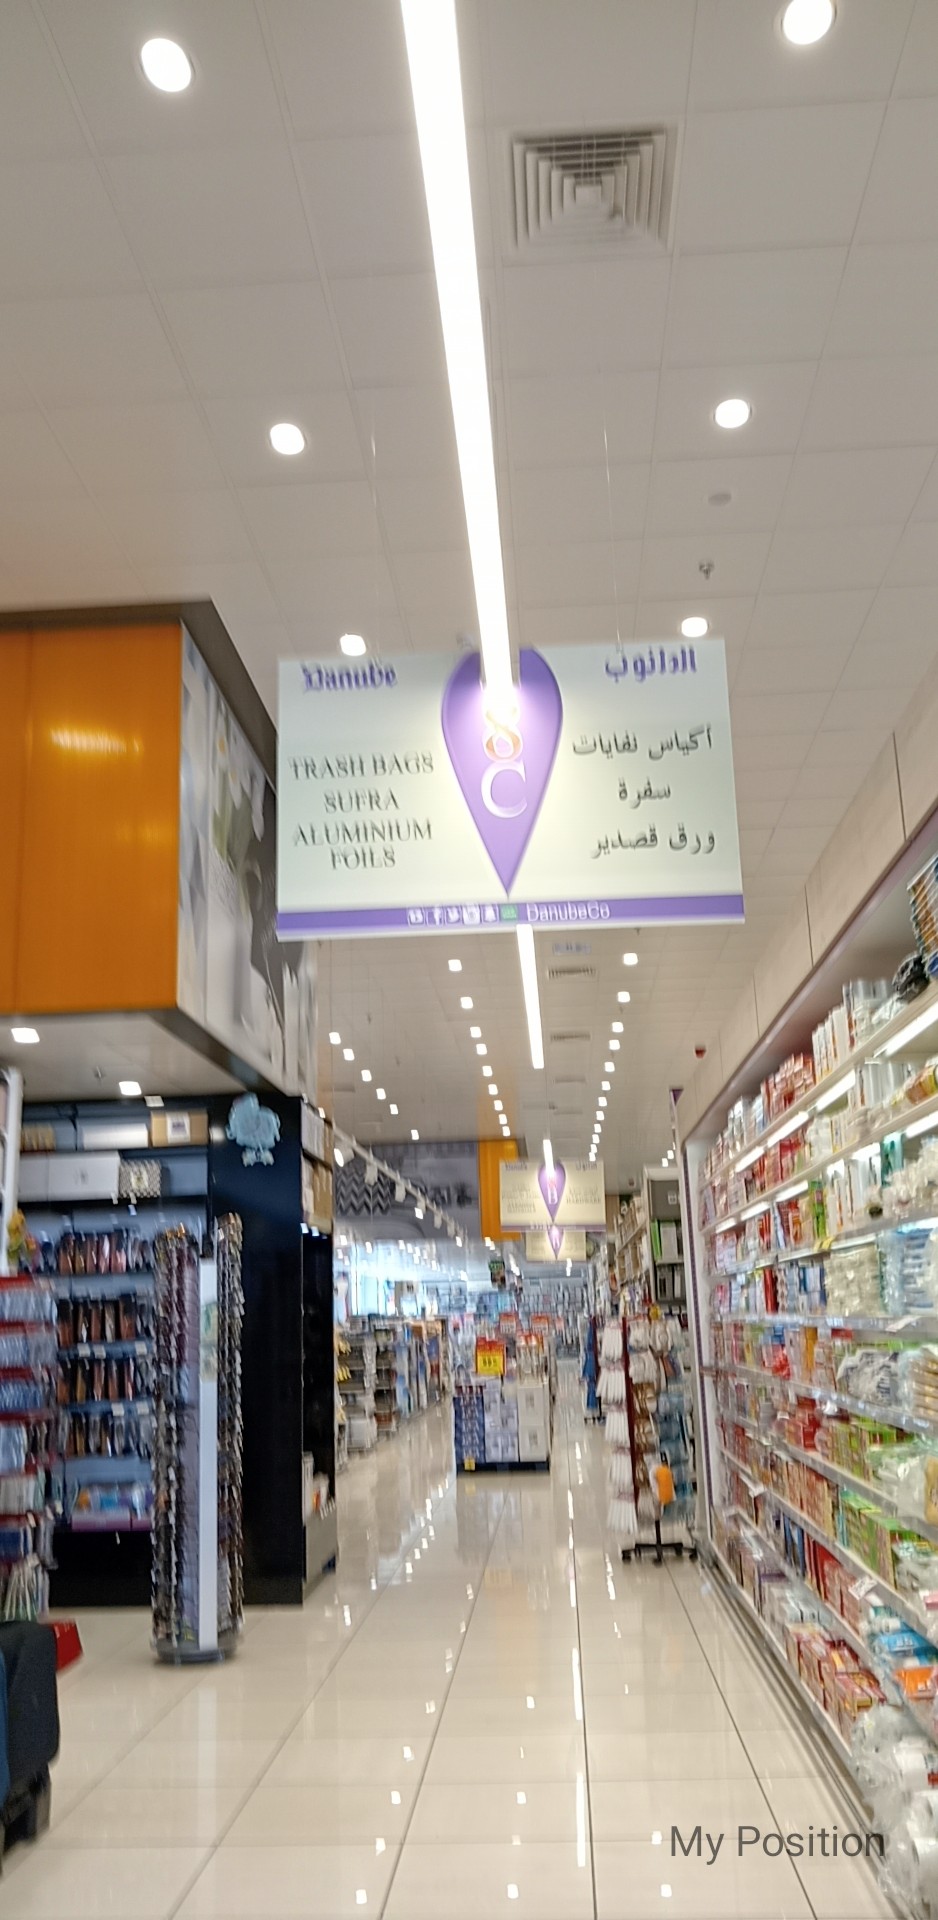 Danube
الدانوب
8
C
TRASH BAGS
SUFRA
ALUMINIUM
FOILS
أكياس نفايات
سفرة
ورق قصدير
DanubeCo
B
My Position